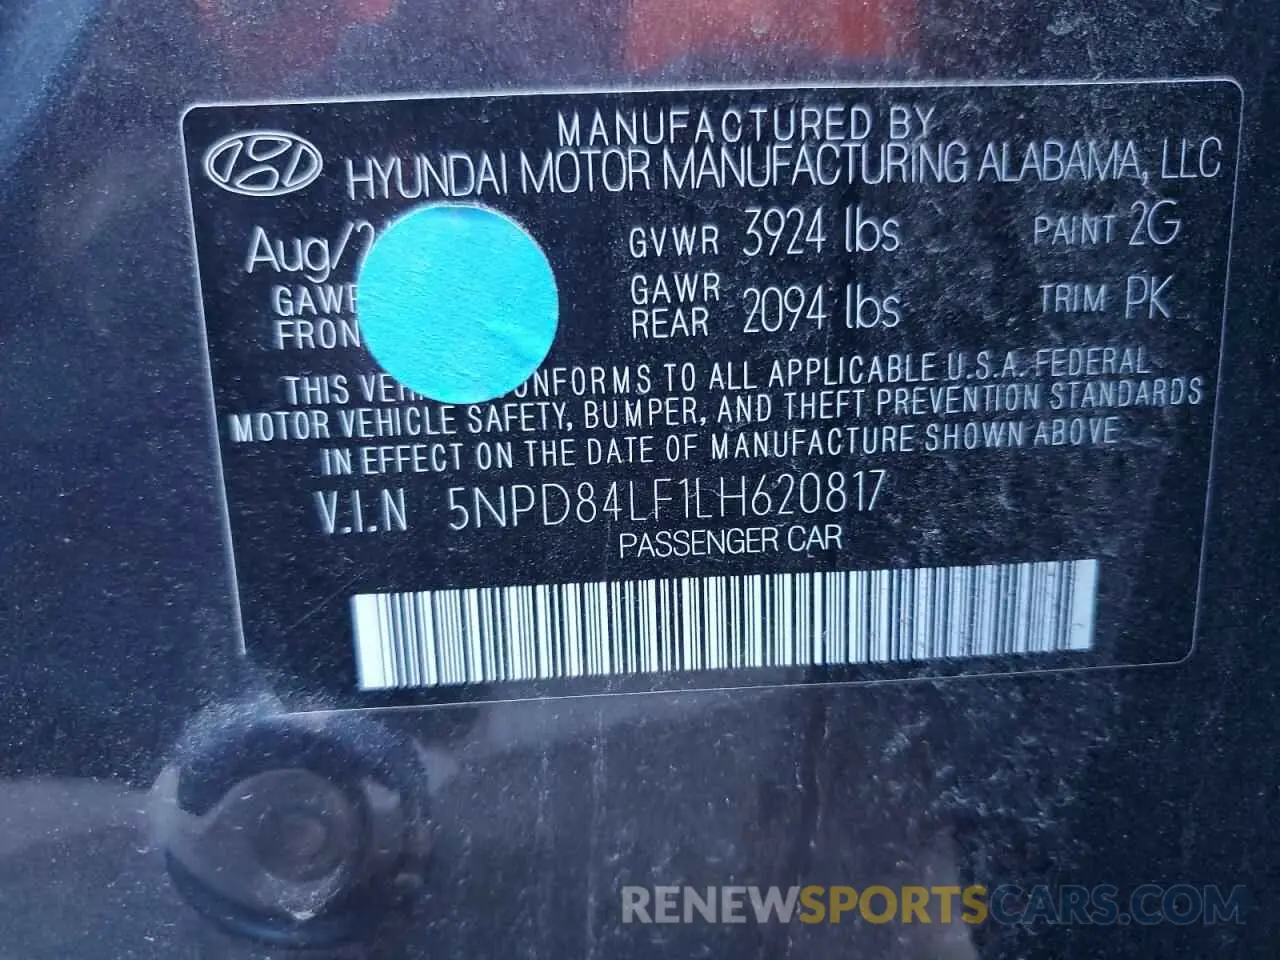 MANUFACTURED BY
HYUNDAI MOTOR MANUFACTURING ALABAMA, LLC
Aug/2 GVWR 3924 lbs PAINT 2G
GAWR REAR 2094 lbs TRIM PK
FRON
THIS TO ALL APPLICABLE U.S.A. FEDERAL
MOTOR VEHICLE SAFETY, BUMPER, AND THEFT PREVENTION STANDARDS
IN EFFECT ON THE DATE OF MANUFACTURE SHOWN ABOVE
V.I.N 5NPD84LF1LH620817
PASSENGER CAR
RENEWSPORTSCARS.COM